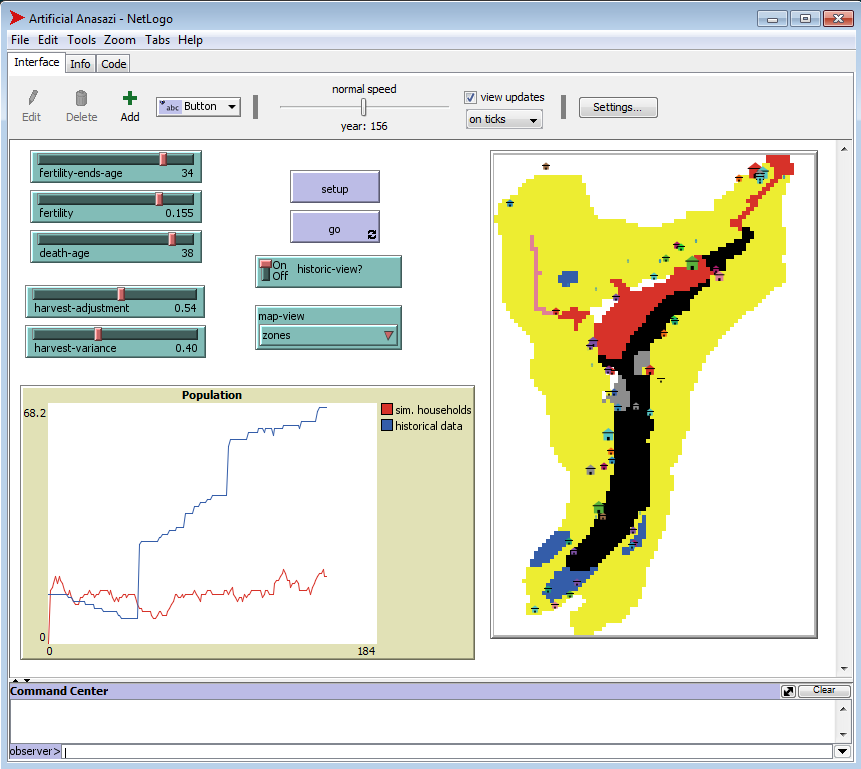 Artificial Anasazi - NetLogo
File Edit Tools Zoom Tabs Help
Interface Info Code
normal speed
Edit Delete Add abc Button
view updates
on ticks
Settings...
year: 156
fertility-ends-age 34
fertility 0.155
death-age 38
harvest-adjustment 0.54
harvest-variance 0.40
setup
go
On
Off
historic-view?
map-view
zones
Population
68.2
0
0 184
sim. households
historical data
Command Center Clear
observer>